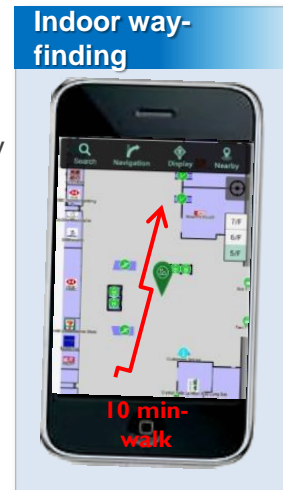 Indoor way-
finding
y
Search Navigation Display Nearby
7/F
6/F
5/F
10 min-
walk